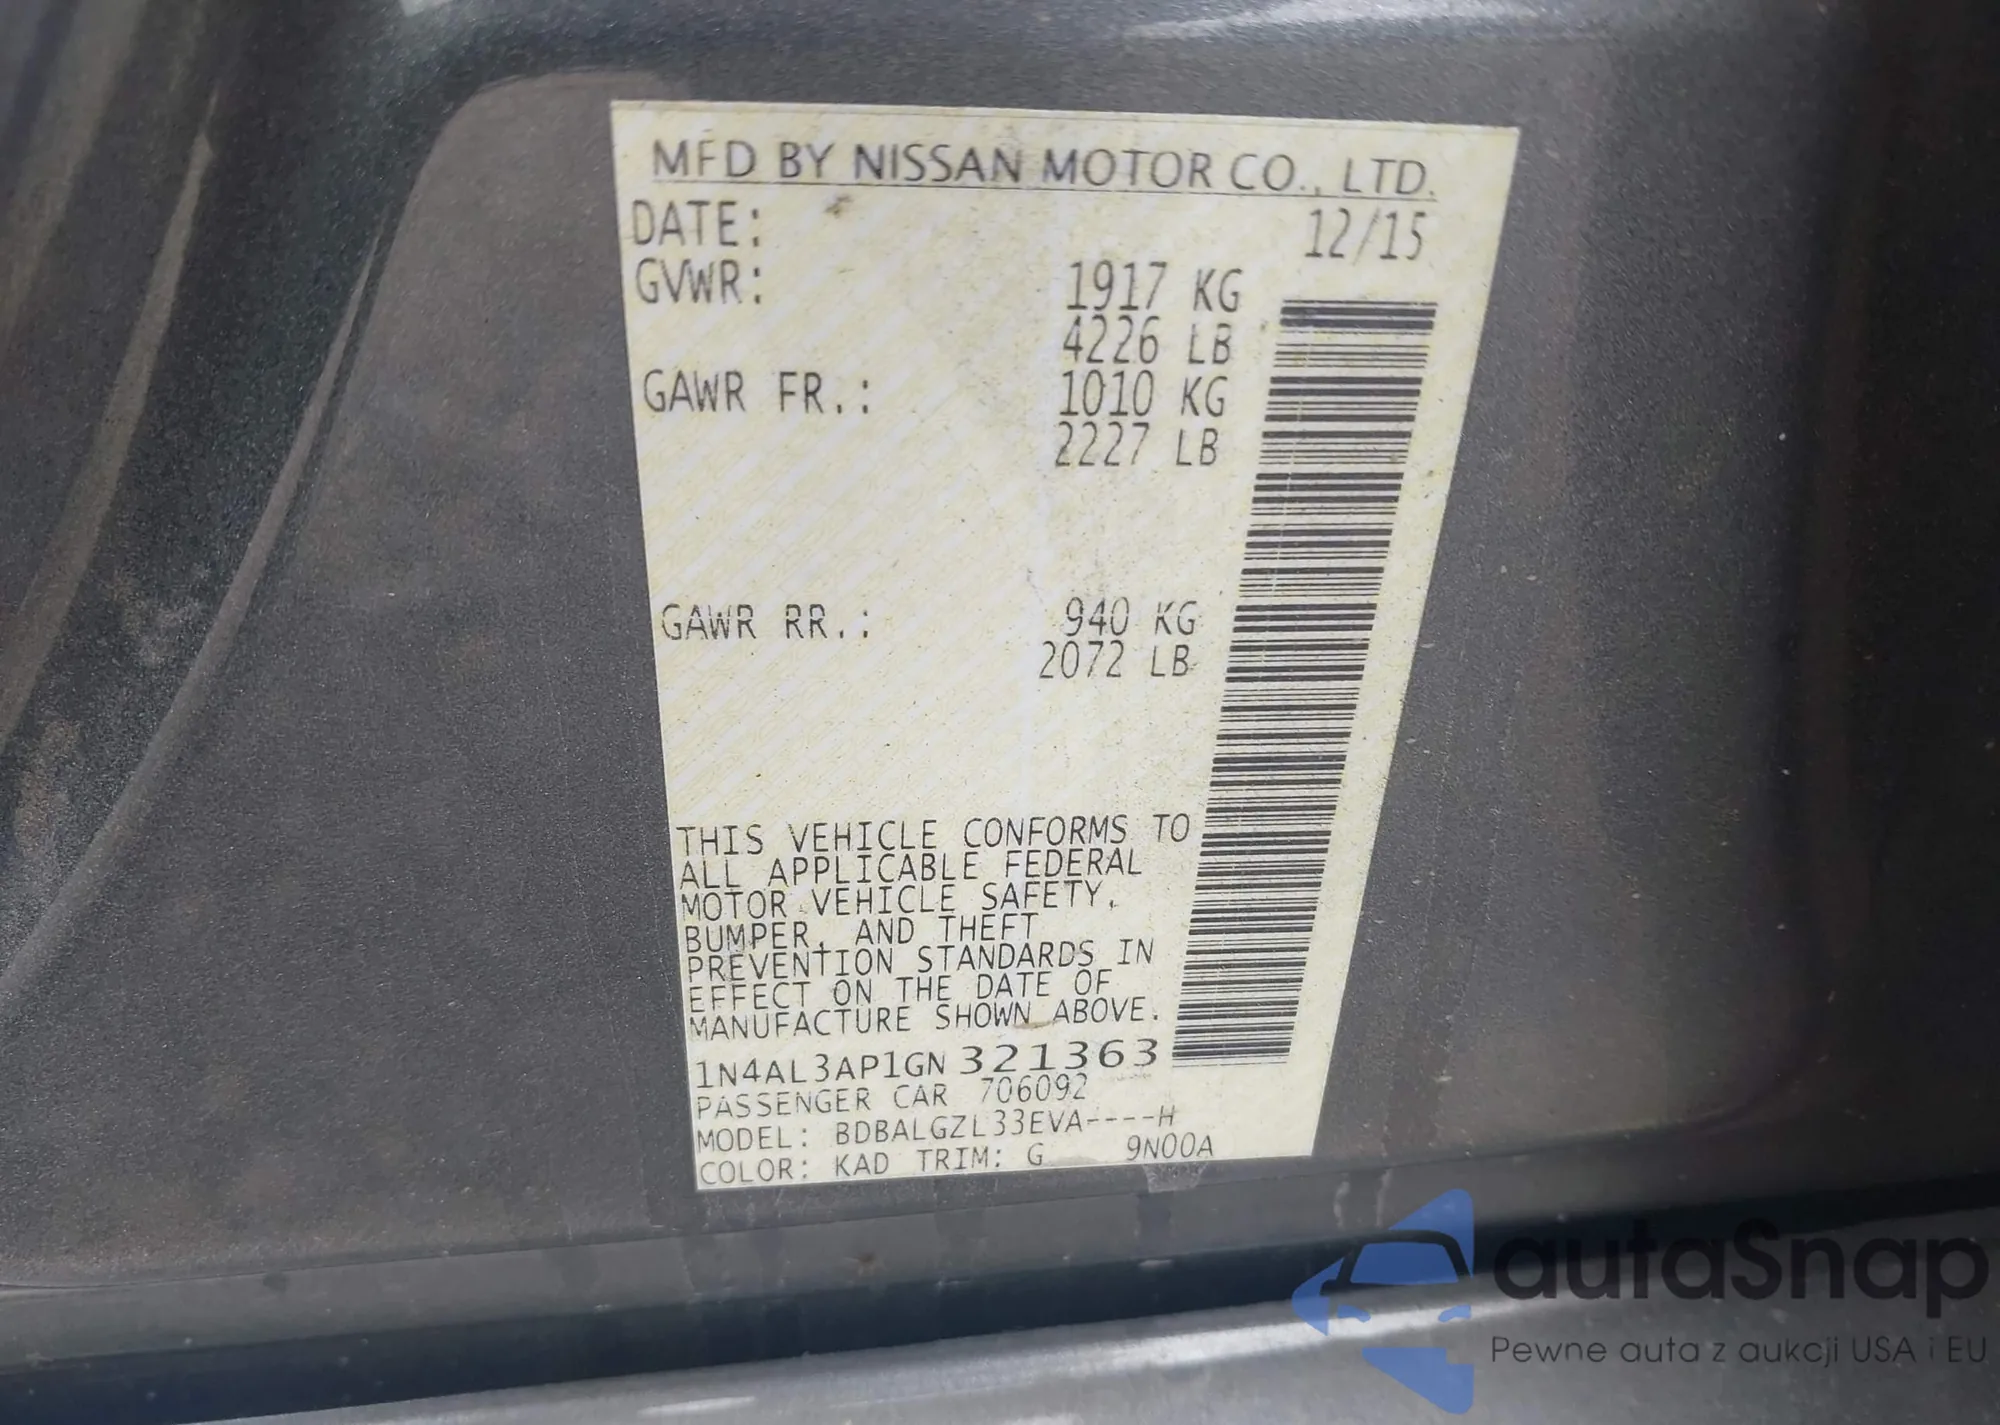 MFD BY NISSAN MOTOR CO., LTD.
DATE: 12/15
GVWR: 1917 KG
4226 LB
GAWR FR.: 1010 KG
2227 LB
GAWR RR.: 940 KG
2072 LB
THIS VEHICLE CONFORMS TO
ALL APPLICABLE FEDERAL
MOTOR VEHICLE SAFETY,
BUMPER, AND THEFT
PREVENTION STANDARDS IN
EFFECT ON THE DATE OF
MANUFACTURE SHOWN ABOVE.
1N4AL3AP1GN 321363
PASSENGER CAR 706092
MODEL: BDBALGZL33EVA----H
COLOR: KAD TRIM: G 9N00A
autaSnap
Pewne auta z aukcji USA i EU